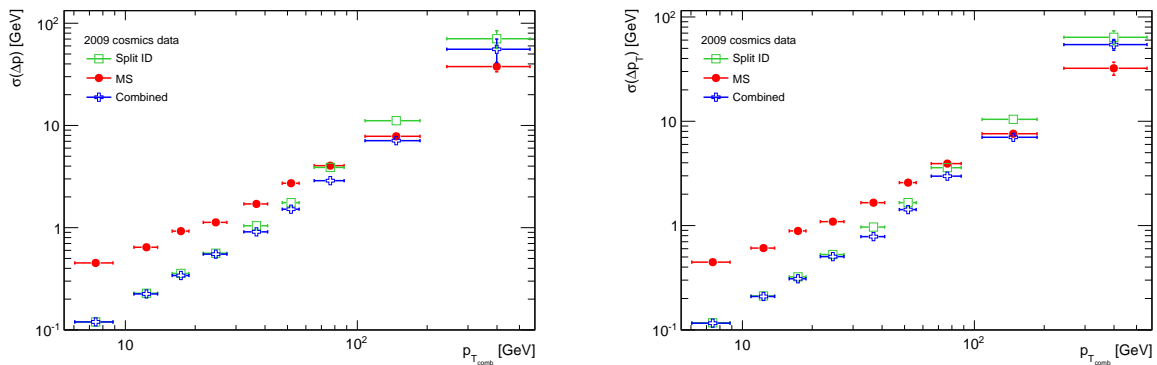 σ(Δp) [GeV]
10²
10
1
10⁻¹
2009 cosmics data
Split ID
MS
Combined
10
10²
p_T_comb [GeV]
σ(Δp_T) [GeV]
10²
10
1
10⁻¹
2009 cosmics data
Split ID
MS
Combined
10
10²
p_T_comb [GeV]